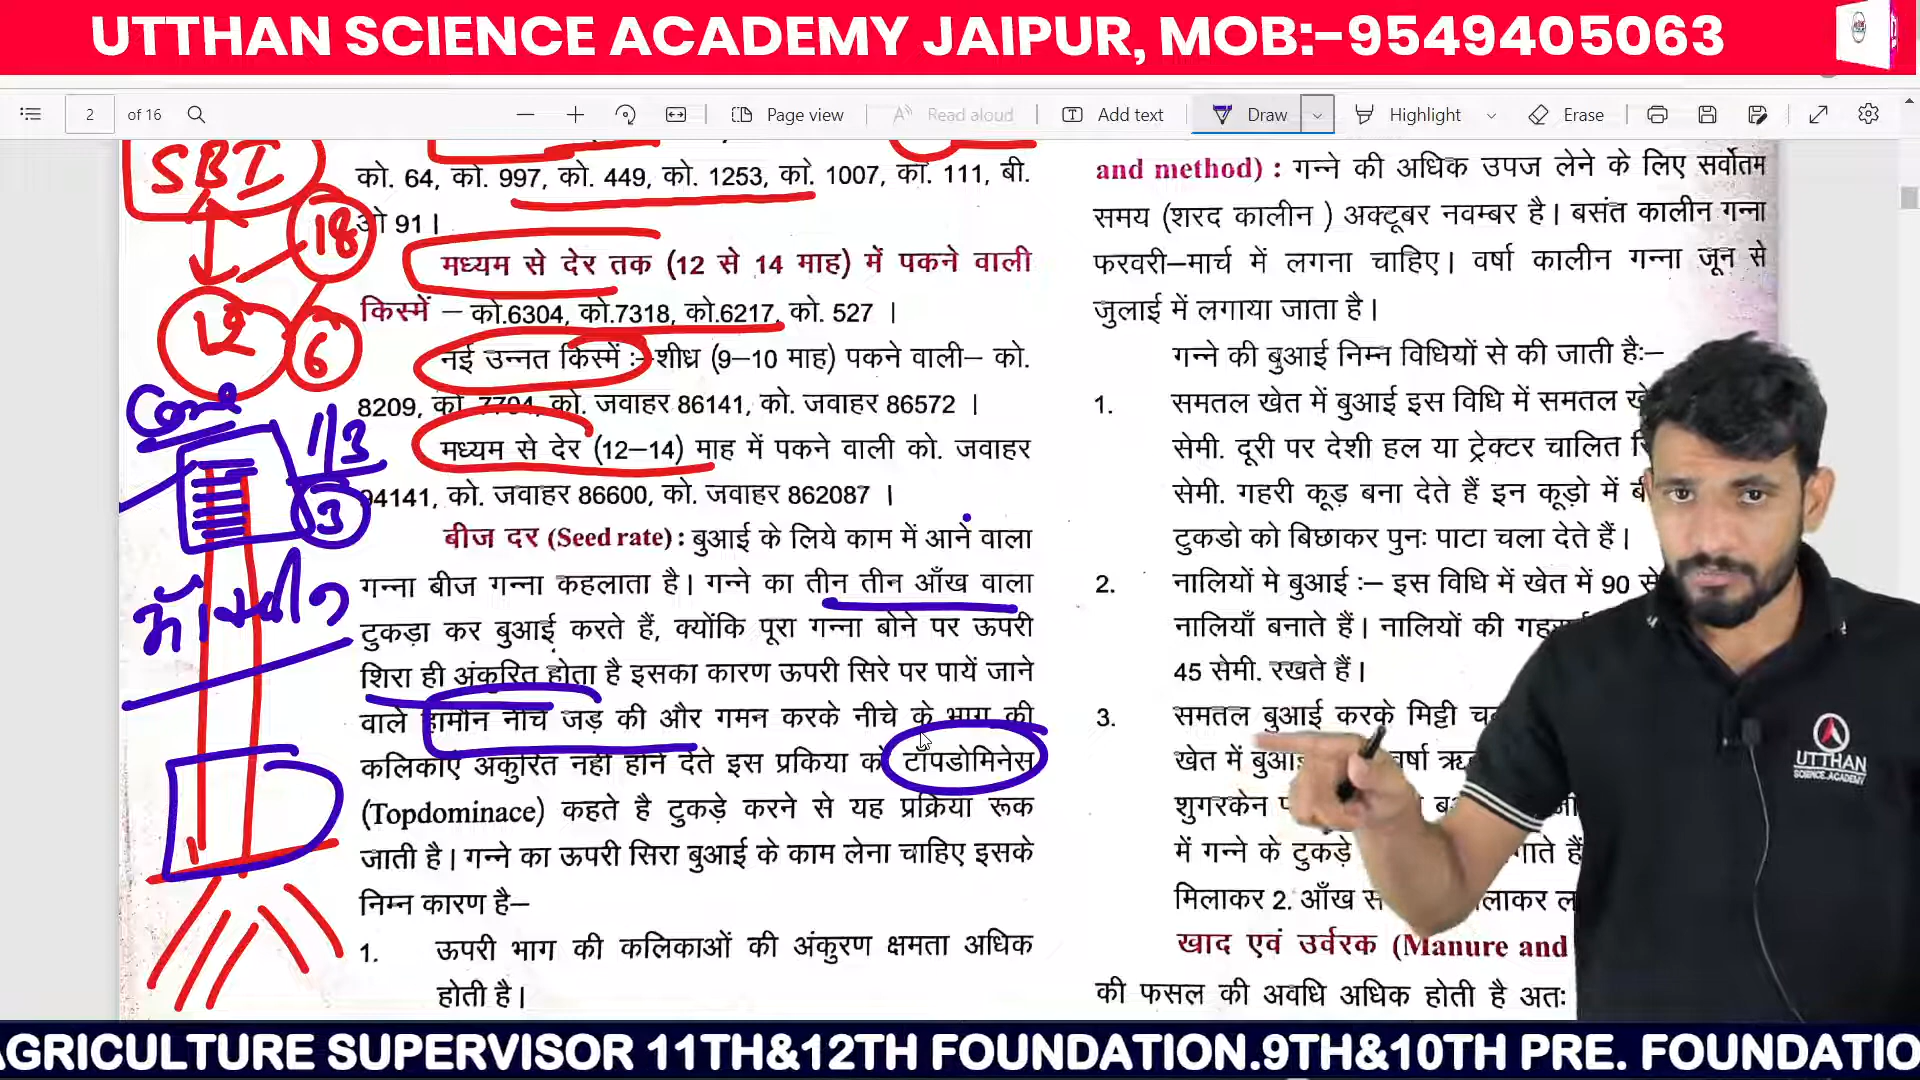 UTTHAN SCIENCE ACADEMY JAIPUR, MOB:-9549405063
2 of 16
Page view
Read aloud
Add text
Draw
Highlight
Erase
SBI
18
12
6
Cane
1/3
3
को. 64, को. 997, को. 449, को. 1253, को. 1007, को. 111, बी.
ओ 91।
मध्यम से देर तक (12 से 14 माह) में पकने वाली
किस्में – को.6304, को.7318, को.6217, को. 527 ।
नई उन्नत किस्में :– शीध्र (9–10 माह) पकने वाली– को.
8209, को. 7704, को. जवाहर 86141, को. जवाहर 86572 ।
मध्यम से देर (12–14) माह में पकने वाली को. जवाहर
94141, को. जवाहर 86600, को. जवाहर 862087 ।
बीज दर (Seed rate) : बुआई के लिये काम में आने वाला
गन्ना बीज गन्ना कहलाता है। गन्ने का तीन तीन आँख वाला
टुकड़ा कर बुआई करते हैं, क्योंकि पूरा गन्ना बोने पर ऊपरी
शिरा ही अंकुरित होता है इसका कारण ऊपरी सिरे पर पायें जाने
वाले हार्मोन नीचे जड़ की और गमन करके नीचे के भाग की
कलिकाएं अंकुरित नहीं होने देते इस प्रकिया को टॉपडोमिनेस
(Topdominace) कहते है टुकड़े करने से यह प्रक्रिया रूक
जाती है। गन्ने का ऊपरी सिरा बुआई के काम लेना चाहिए इसके
निम्न कारण है–
1. ऊपरी भाग की कलिकाओं की अंकुरण क्षमता अधिक
होती है।
and method) : गन्ने की अधिक उपज लेने के लिए सर्वोतम
समय (शरद कालीन ) अक्टूबर नवम्बर है। बसंत कालीन गन्ना
फरवरी–मार्च में लगना चाहिए। वर्षा कालीन गन्ना जून से
जुलाई में लगाया जाता है।
गन्ने की बुआई निम्न विधियों से की जाती हैः–
1. समतल खेत में बुआई इस विधि में समतल
सेमी. दूरी पर देशी हल या ट्रेक्टर चालित
सेमी. गहरी कूड़ बना देते हैं इन कूड़ो में
टुकडो को बिछाकर पुनः पाटा चला देते हैं।
2. नालियों मे बुआई :– इस विधि में खेत में 90
नालियाँ बनाते हैं। नालियों की
45 सेमी. रखते हैं।
3. समतल बुआई करके मिट्टी
खेत में
शुगरकेन
में गन्ने के टुकड़े
मिलाकर 2. आँख
खाद एवं उर्वरक (Manure and
की फसल की अवधि अधिक होती है अतः
UTTHAN
SCIENCE ACADEMY
AGRICULTURE SUPERVISOR 11TH&12TH FOUNDATION.9TH&10TH PRE. FOUNDATIO